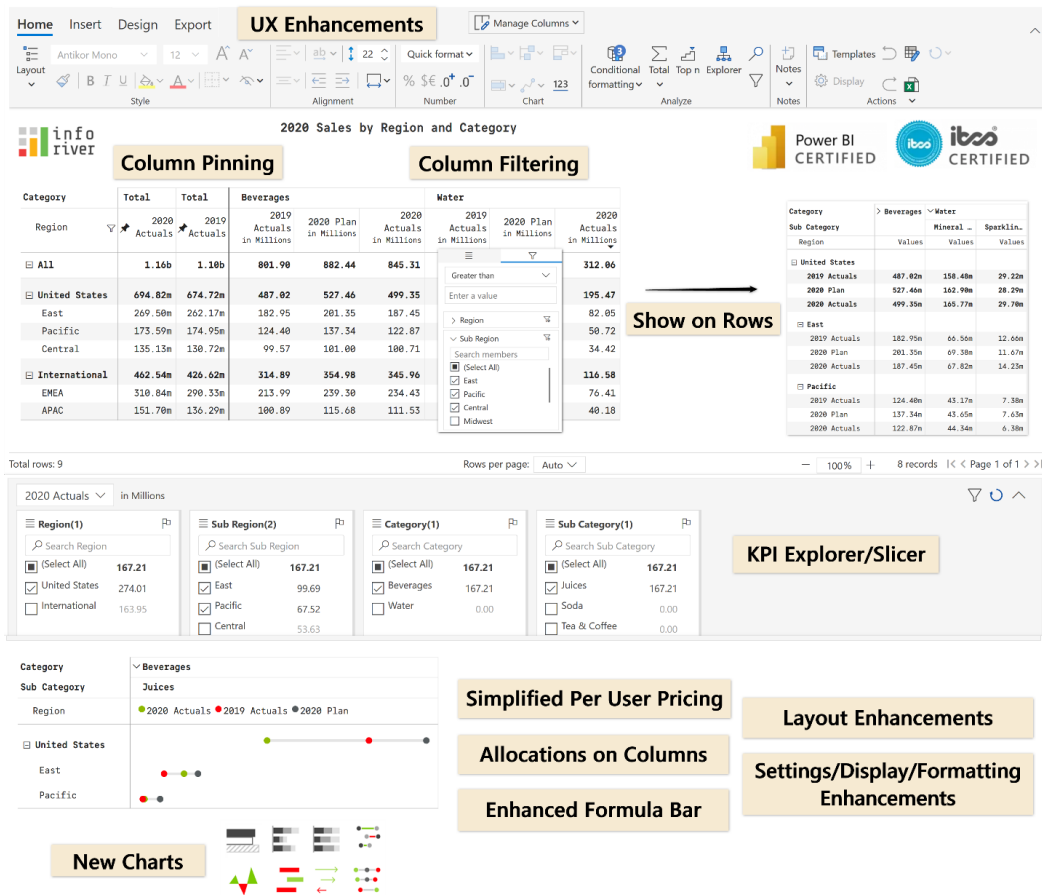 Home Insert Design Export
UX Enhancements
Manage Columns
Layout
Antikor Mono 12 A A
ab 22
Quick format
B I U A
% $€ .0+ .0-
123
Conditional formatting
3
Total Top n Explorer
Notes
Templates
Display
Style Alignment Number Chart Analyze Notes Actions
info
river
2020 Sales by Region and Category
Power BI
CERTIFIED
ibcs
ibcs
CERTIFIED
Column Pinning
Column Filtering
Category Total Total Beverages Water
Region 2020 Actuals 2019 Actuals 2019 Actuals in Millions 2020 Plan in Millions 2020 Actuals in Millions 2019 Actuals in Millions 2020 Plan in Millions 2020 Actuals in Millions
All 1.16b 1.10b 801.90 882.44 845.31 312.06
United States 694.82m 674.72m 487.02 527.46 499.35 195.47
East 269.50m 262.17m 182.95 201.35 187.45 82.05
Pacific 173.59m 174.95m 124.40 137.34 122.87 50.72
Central 135.13m 130.72m 99.57 101.00 100.71 34.42
International 462.54m 426.62m 314.89 354.98 345.96 116.58
EMEA 310.84m 290.33m 213.99 239.30 234.43 76.41
APAC 151.70m 136.29m 100.89 115.68 111.53 40.18
Greater than
Enter a value
Region
Sub Region
Search members
(Select All)
East
Pacific
Central
Midwest
Show on Rows
Category Beverages Water
Sub Category Mineral … Sparklin…
Region Values Values Values
United States
2019 Actuals 487.02m 158.48m 29.22m
2020 Plan 527.46m 162.90m 28.29m
2020 Actuals 499.35m 165.77m 29.70m
East
2019 Actuals 182.95m 66.56m 12.66m
2020 Plan 201.35m 69.38m 11.67m
2020 Actuals 187.45m 67.82m 14.23m
Pacific
2019 Actuals 124.40m 43.17m 7.38m
2020 Plan 137.34m 43.65m 7.63m
2020 Actuals 122.87m 44.34m 6.38m
Total rows: 9 Rows per page: Auto 100% 8 records Page 1 of 1
2020 Actuals in Millions
Region(1)
Search Region
(Select All) 167.21
United States 274.01
International 163.95
Sub Region(2)
Search Sub Region
(Select All) 167.21
East 99.69
Pacific 67.52
Central 53.63
Category(1)
Search Category
(Select All) 167.21
Beverages 167.21
Water 0.00
Sub Category(1)
Search Sub Category
(Select All) 167.21
Juices 167.21
Soda 0.00
Tea & Coffee 0.00
KPI Explorer/Slicer
Category Beverages
Sub Category Juices
Region 2020 Actuals 2019 Actuals 2020 Plan
United States
East
Pacific
Simplified Per User Pricing
Allocations on Columns
Enhanced Formula Bar
Layout Enhancements
Settings/Display/Formatting
Enhancements
New Charts